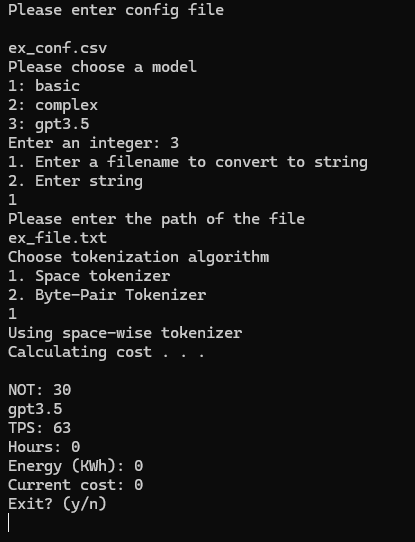 Please enter config file
ex_conf.csv
Please choose a model
1: basic
2: complex
3: gpt3.5
Enter an integer: 3
1. Enter a filename to convert to string
2. Enter string
1
Please enter the path of the file
ex_file.txt
Choose tokenization algorithm
1. Space tokenizer
2. Byte-Pair Tokenizer
1
Using space-wise tokenizer
Calculating cost . . .
NOT: 30
gpt3.5
TPS: 63
Hours: 0
Energy (KWh): 0
Current cost: 0
Exit? (y/n)